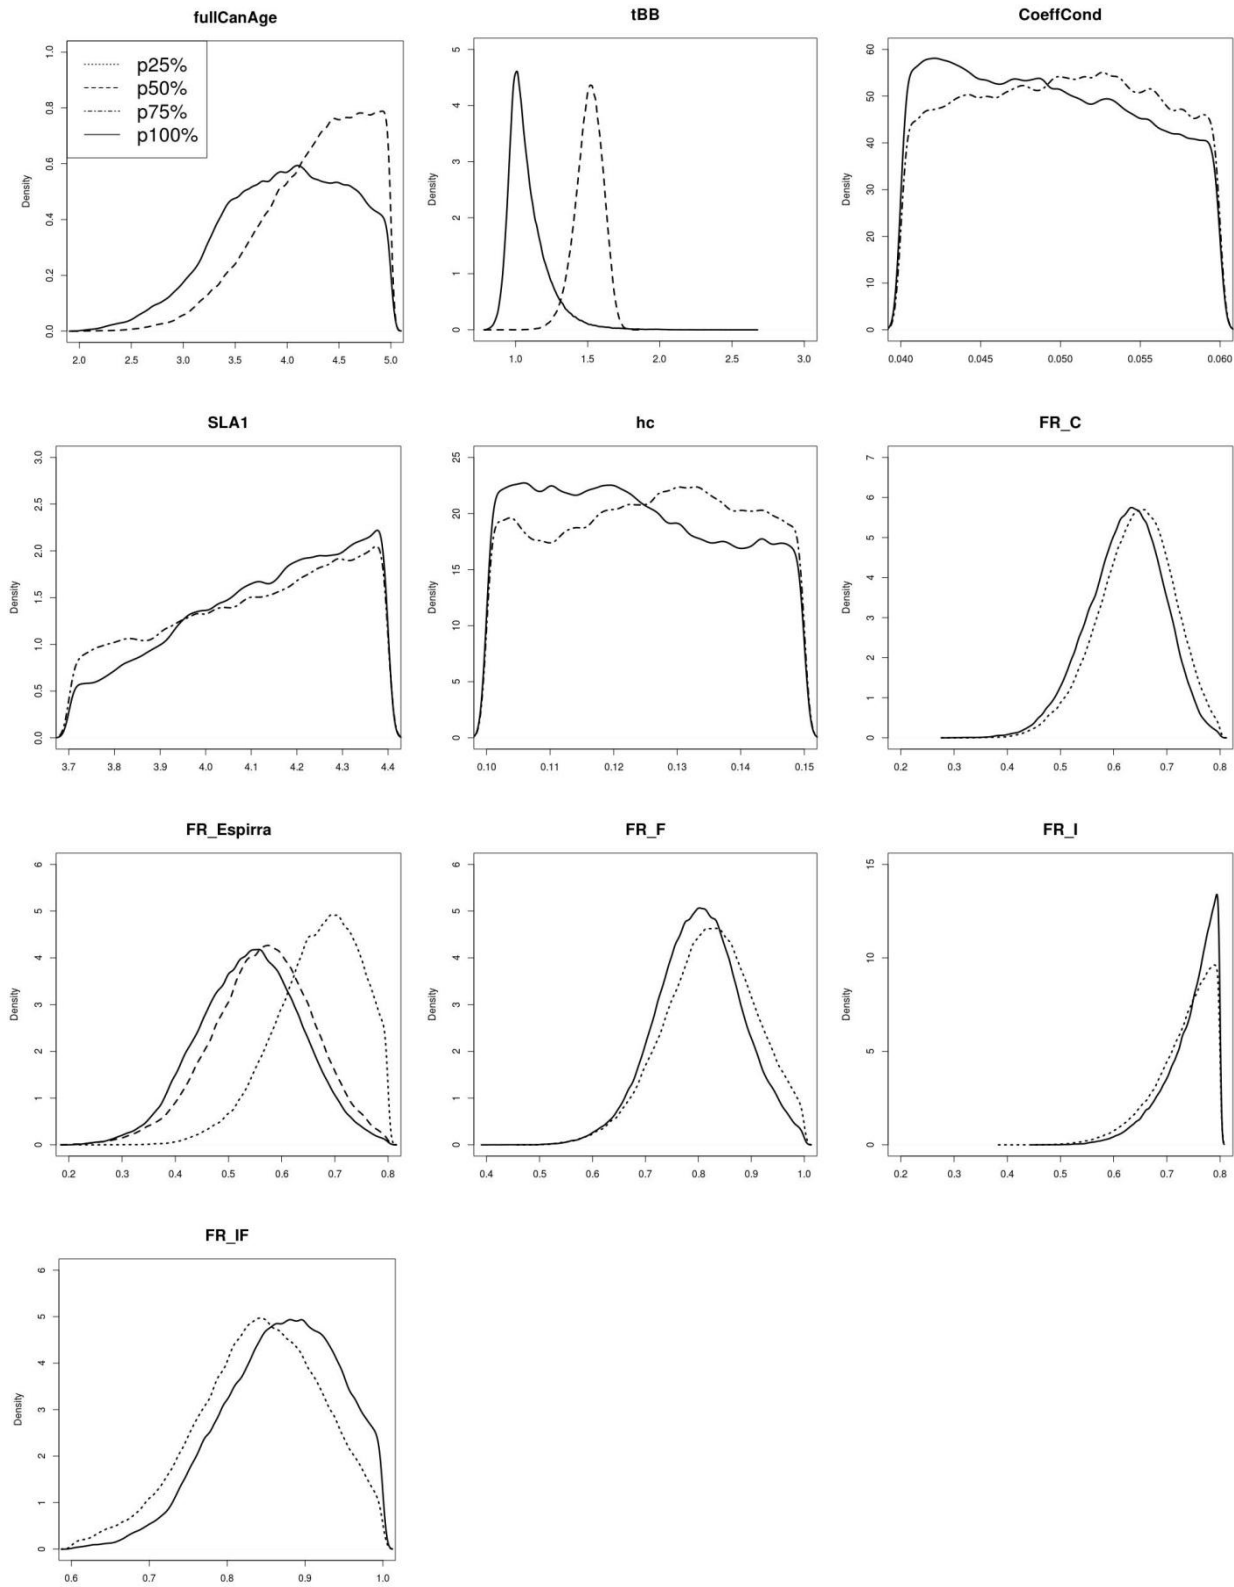 fullCanAge
tBB
CoeffCond
p25%
p50%
p75%
p100%
Density
0.0 0.2 0.4 0.6 0.8 1.0
2.0 2.5 3.0 3.5 4.0 4.5 5.0
0 1 2 3 4 5
1.0 1.5 2.0 2.5 3.0
Density
0 10 20 30 40 50 60
0.040 0.045 0.050 0.055 0.060
SLA1
hc
FR_C
Density
0.0 0.5 1.0 1.5 2.0 2.5 3.0
3.7 3.8 3.9 4.0 4.1 4.2 4.3 4.4
Density
0 5 10 15 20 25
0.10 0.11 0.12 0.13 0.14 0.15
Density
0 1 2 3 4 5 6 7
0.2 0.3 0.4 0.5 0.6 0.7 0.8
FR_Espirra
FR_F
FR_I
Density
0 1 2 3 4 5 6
0.2 0.3 0.4 0.5 0.6 0.7 0.8
Density
0 1 2 3 4 5 6
0.4 0.5 0.6 0.7 0.8 0.9 1.0
Density
0 5 10 15
0.2 0.3 0.4 0.5 0.6 0.7 0.8
FR_IF
Density
0 1 2 3 4 5 6
0.6 0.7 0.8 0.9 1.0